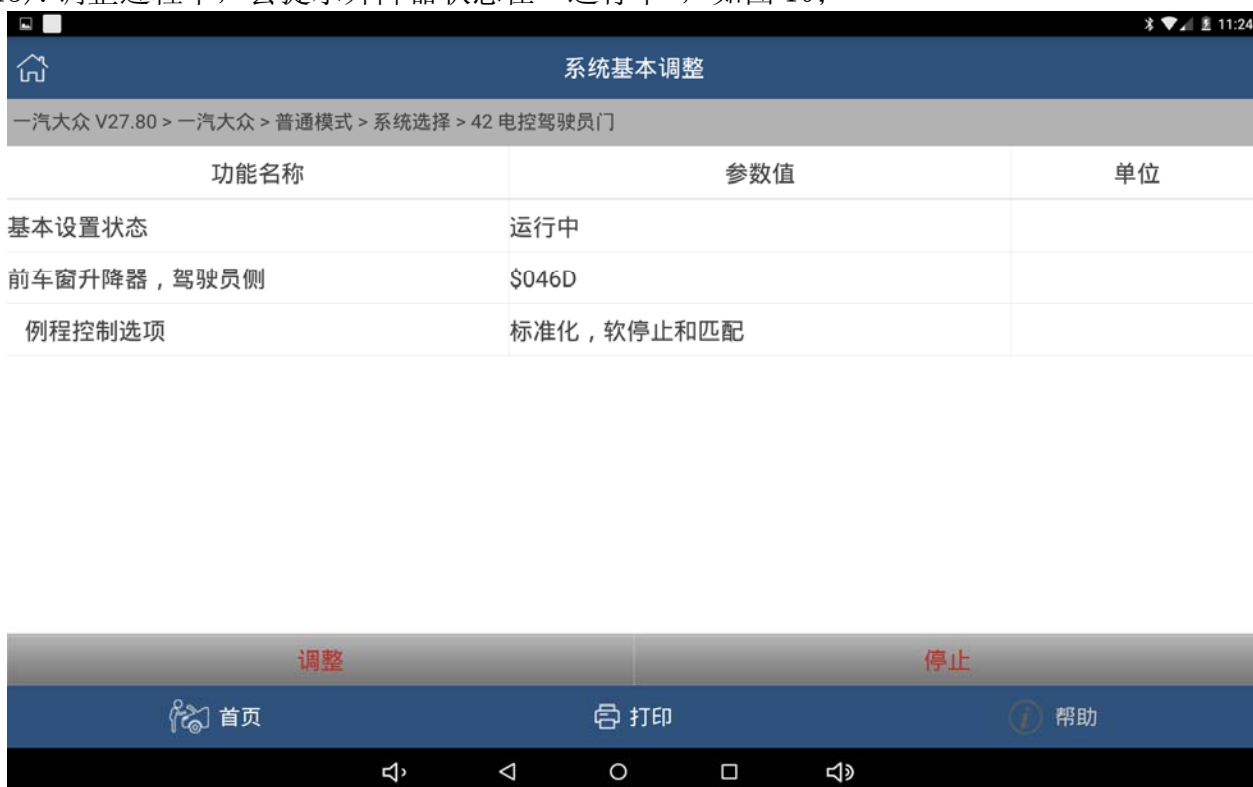 11:24
系统基本调整
一汽大众 V27.80 > 一汽大众 > 普通模式 > 系统选择 > 42 电控驾驶员门
功能名称 参数值 单位
基本设置状态 运行中
前车窗升降器，驾驶员侧 $046D
例程控制选项 标准化，软停止和匹配
调整 停止
首页 打印 帮助